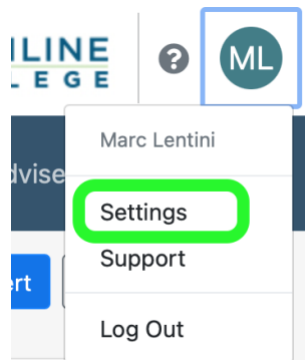 LINE
LEGE
?
ML
Marc Lentini
dvise
Settings
Support
rt
Log Out